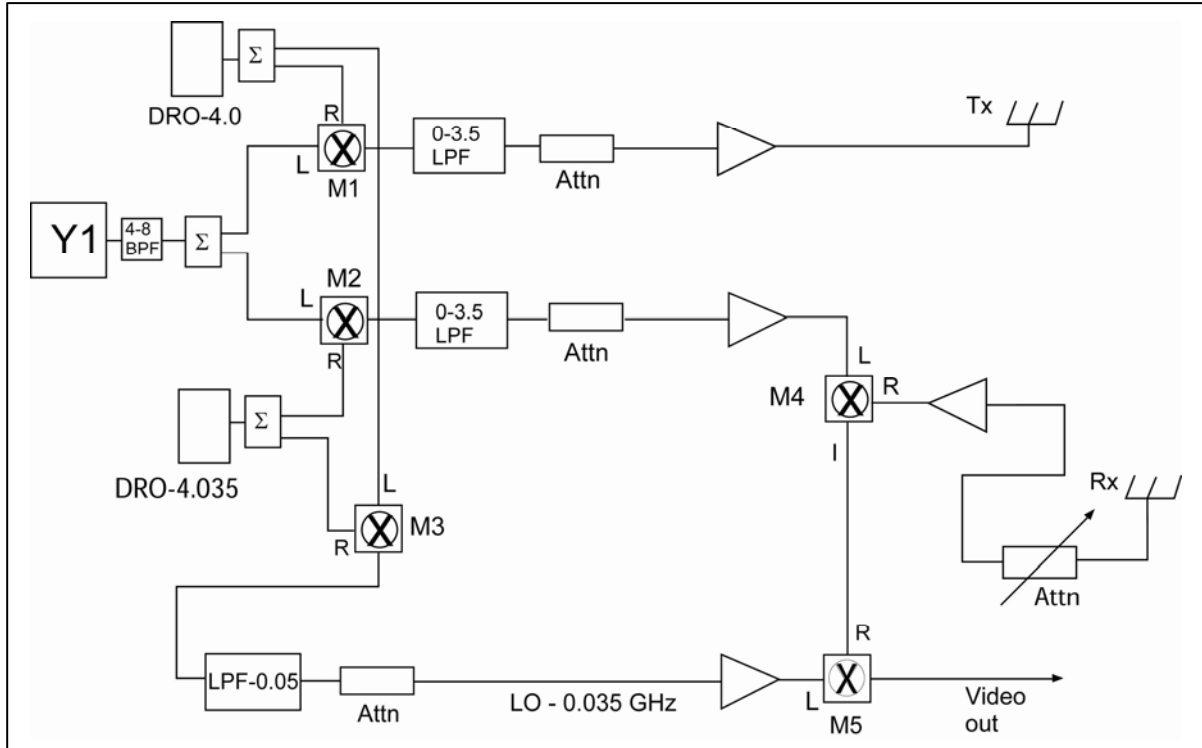 Σ
DRO-4.0
R
L
M1
0-3.5
LPF
Attn
Tx
Y1
4-8
BPF
Σ
M2
L
R
0-3.5
LPF
Attn
L
M4
R
I
Σ
DRO-4.035
L
M3
R
Rx
Attn
LPF-0.05
Attn
LO - 0.035 GHz
R
L
M5
Video
out